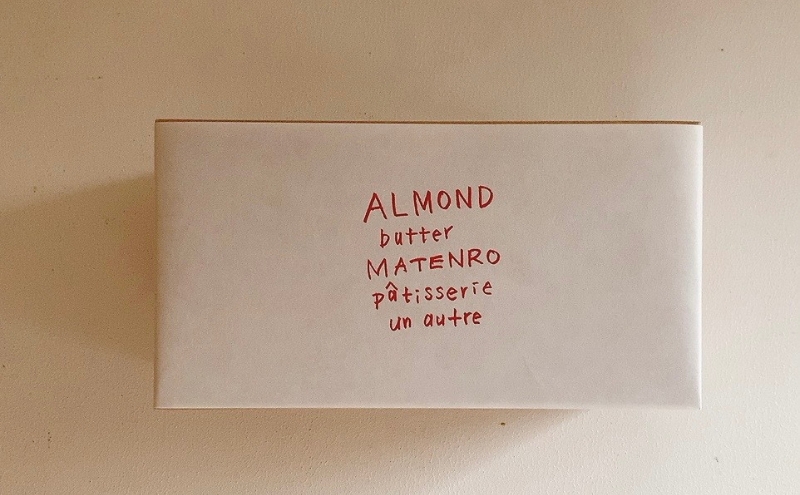 ALMOND
butter
MATENRO
pâtisserie
un autre